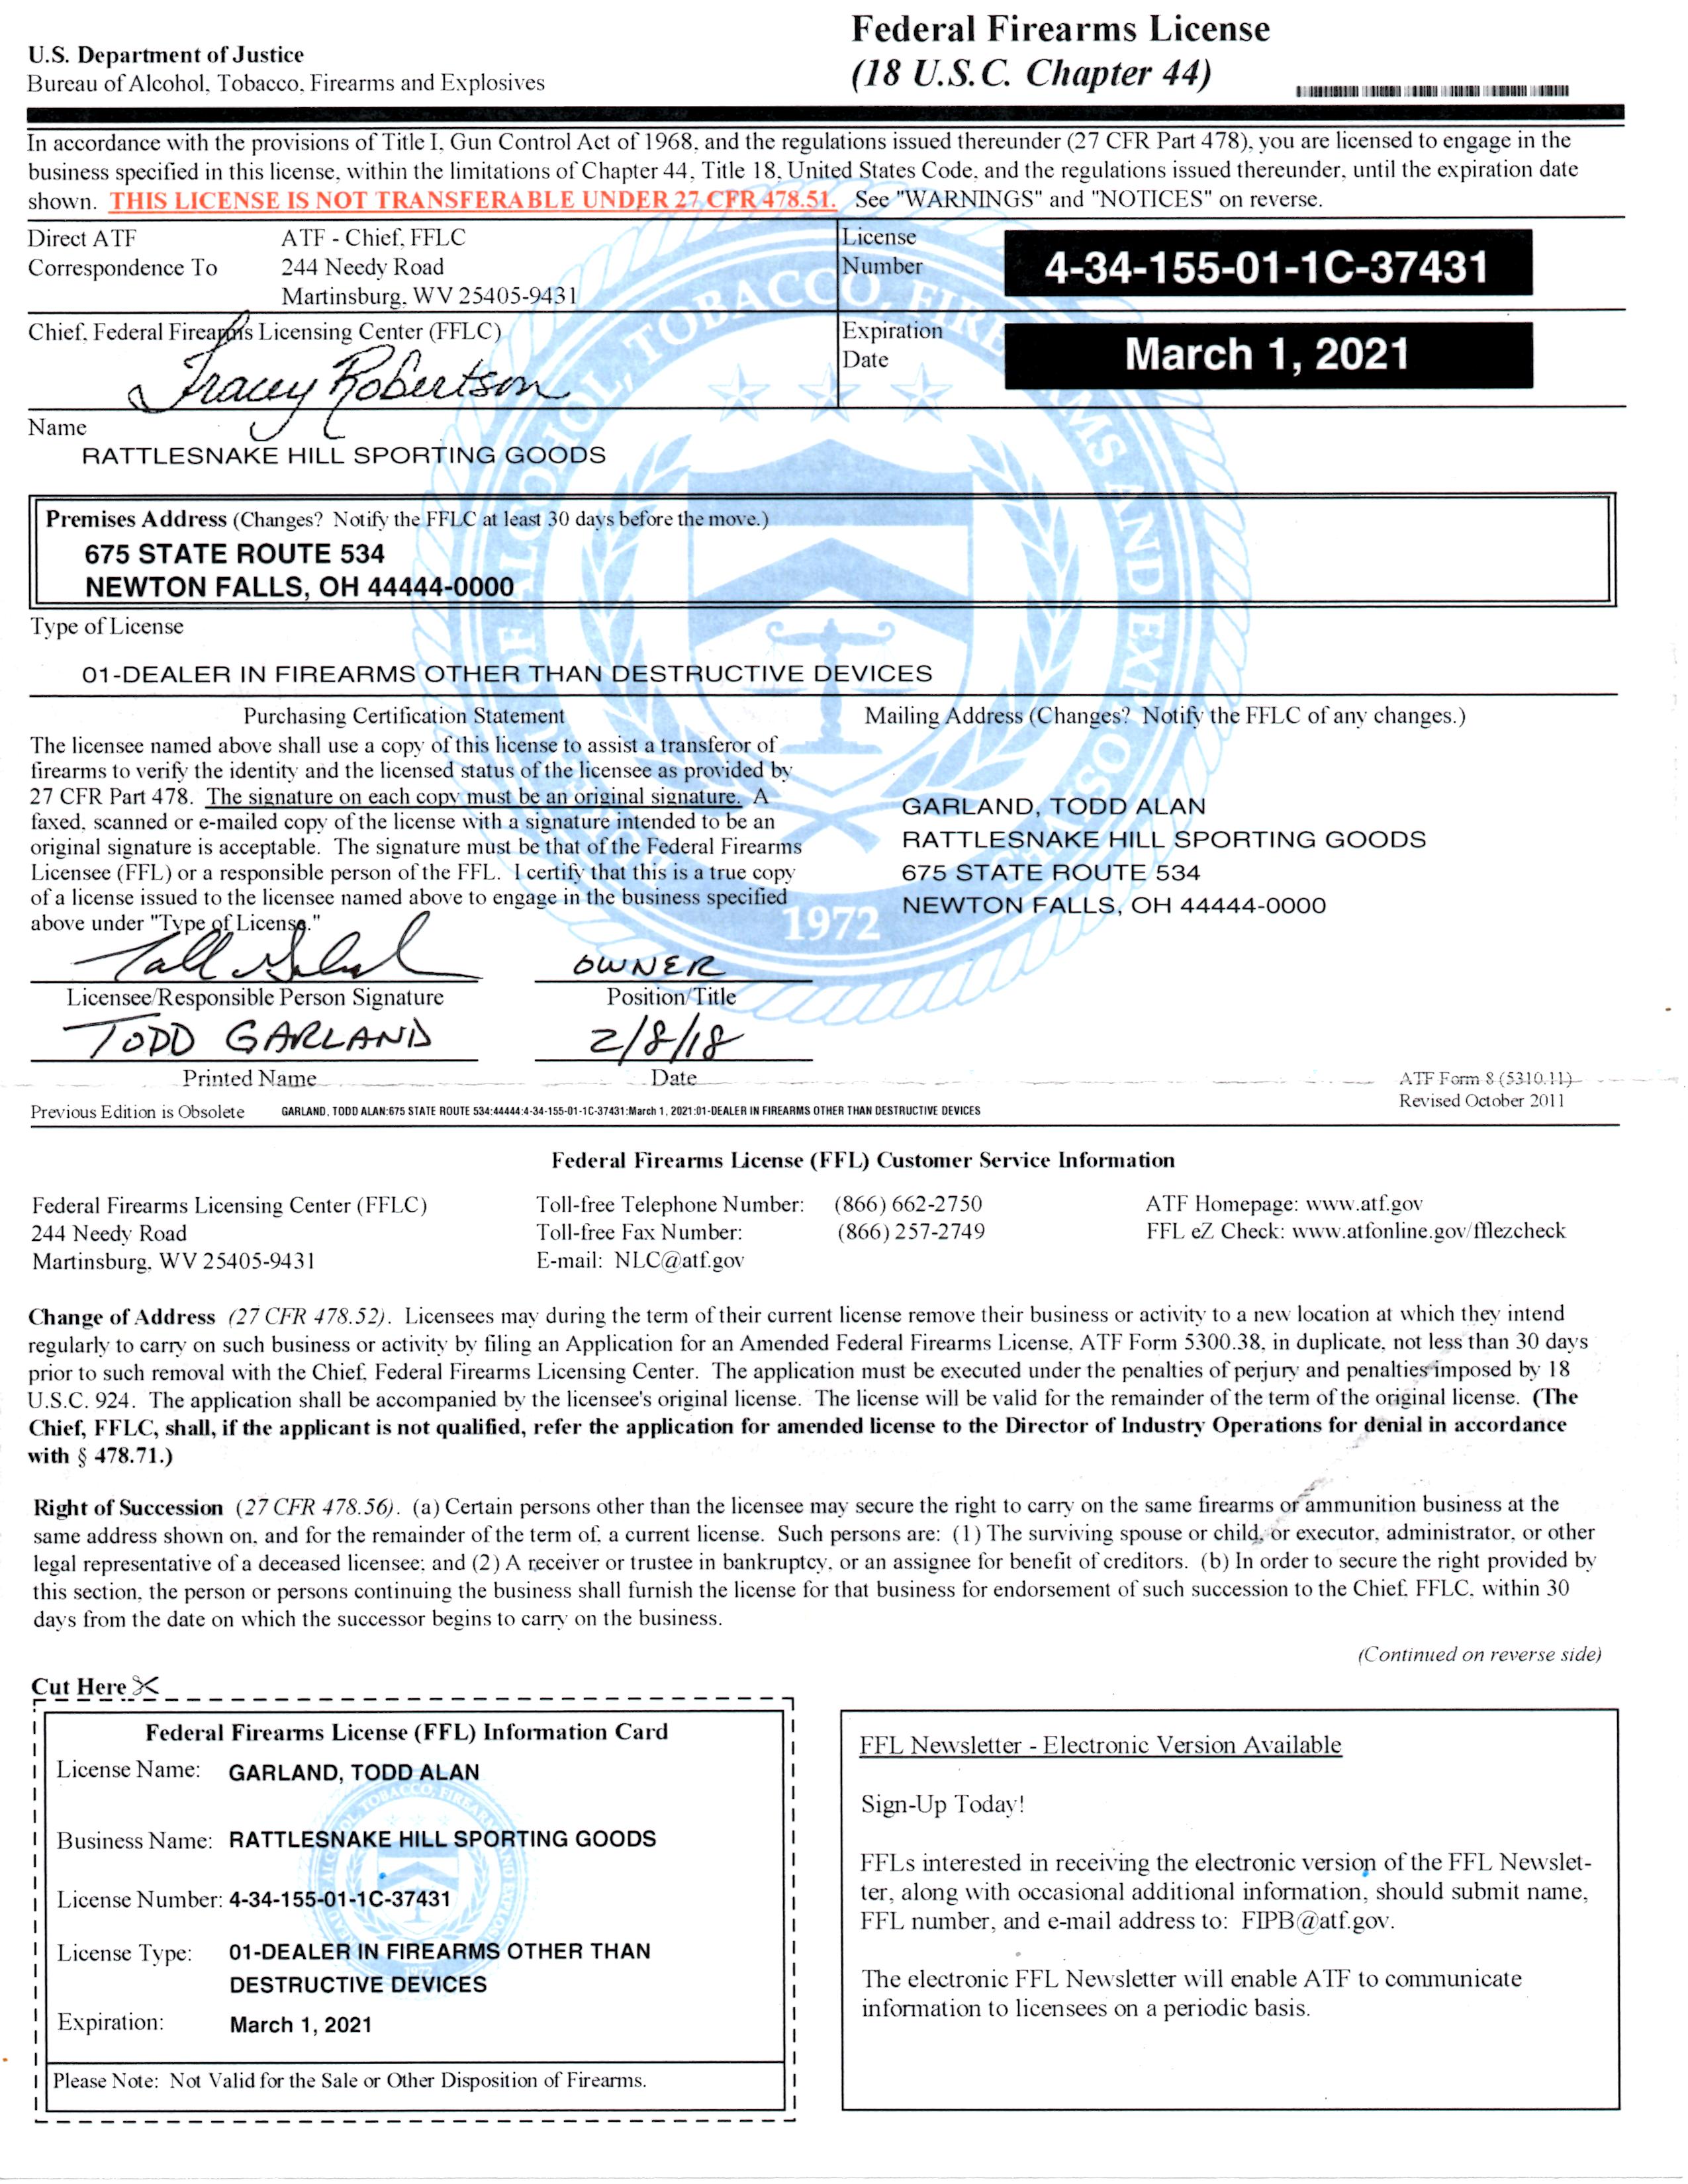 U.S. Department of Justice
Bureau of Alcohol, Tobacco, Firearms and Explosives
Federal Firearms License
(18 U.S.C. Chapter 44)
In accordance with the provisions of Title I, Gun Control Act of 1968, and the regulations issued thereunder (27 CFR Part 478), you are licensed to engage in the
business specified in this license, within the limitations of Chapter 44, Title 18, United States Code, and the regulations issued thereunder, until the expiration date
shown. THIS LICENSE IS NOT TRANSFERABLE UNDER 27 CFR 478.51. See "WARNINGS" and "NOTICES" on reverse.
Direct ATF
Correspondence To
ATF - Chief, FFLC
244 Needy Road
Martinsburg, WV 25405-9431
License
Number
4-34-155-01-1C-37431
Chief, Federal Firearms Licensing Center (FFLC)
Tracey Robertson
Expiration
Date
March 1, 2021
Name
RATTLESNAKE HILL SPORTING GOODS
Premises Address (Changes? Notify the FFLC at least 30 days before the move.)
675 STATE ROUTE 534
NEWTON FALLS, OH 44444-0000
Type of License
01-DEALER IN FIREARMS OTHER THAN DESTRUCTIVE DEVICES
Purchasing Certification Statement
The licensee named above shall use a copy of this license to assist a transferor of
firearms to verify the identity and the licensed status of the licensee as provided by
27 CFR Part 478. The signature on each copy must be an original signature. A
faxed, scanned or e-mailed copy of the license with a signature intended to be an
original signature is acceptable. The signature must be that of the Federal Firearms
Licensee (FFL) or a responsible person of the FFL. I certify that this is a true copy
of a license issued to the licensee named above to engage in the business specified
above under "Type of License."
Mailing Address (Changes? Notify the FFLC of any changes.)
GARLAND, TODD ALAN
RATTLESNAKE HILL SPORTING GOODS
675 STATE ROUTE 534
NEWTON FALLS, OH 44444-0000
1972
OWNER
Licensee/Responsible Person Signature
Position/Title
TODD GARLAND
2/8/18
Printed Name
Date
ATF Form 8 (5310.11)
Revised October 2011
Previous Edition is Obsolete
GARLAND, TODD ALAN:675 STATE ROUTE 534:44444:4-34-155-01-1C-37431:March 1, 2021:01-DEALER IN FIREARMS OTHER THAN DESTRUCTIVE DEVICES
Federal Firearms License (FFL) Customer Service Information
Federal Firearms Licensing Center (FFLC)
244 Needy Road
Martinsburg, WV 25405-9431
Toll-free Telephone Number: (866) 662-2750
Toll-free Fax Number: (866) 257-2749
E-mail: NLC@atf.gov
ATF Homepage: www.atf.gov
FFL eZ Check: www.atfonline.gov/fflezcheck
Change of Address (27 CFR 478.52). Licensees may during the term of their current license remove their business or activity to a new location at which they intend
regularly to carry on such business or activity by filing an Application for an Amended Federal Firearms License, ATF Form 5300.38, in duplicate, not less than 30 days
prior to such removal with the Chief, Federal Firearms Licensing Center. The application must be executed under the penalties of perjury and penalties imposed by 18
U.S.C. 924. The application shall be accompanied by the licensee's original license. The license will be valid for the remainder of the term of the original license. (The
Chief, FFLC, shall, if the applicant is not qualified, refer the application for amended license to the Director of Industry Operations for denial in accordance
with § 478.71.)
Right of Succession (27 CFR 478.56). (a) Certain persons other than the licensee may secure the right to carry on the same firearms or ammunition business at the
same address shown on, and for the remainder of the term of, a current license. Such persons are: (1) The surviving spouse or child, or executor, administrator, or other
legal representative of a deceased licensee; and (2) A receiver or trustee in bankruptcy, or an assignee for benefit of creditors. (b) In order to secure the right provided by
this section, the person or persons continuing the business shall furnish the license for that business for endorsement of such succession to the Chief, FFLC, within 30
days from the date on which the successor begins to carry on the business.
(Continued on reverse side)
Cut Here
Federal Firearms License (FFL) Information Card
License Name: GARLAND, TODD ALAN
Business Name: RATTLESNAKE HILL SPORTING GOODS
License Number: 4-34-155-01-1C-37431
License Type: 01-DEALER IN FIREARMS OTHER THAN
DESTRUCTIVE DEVICES
Expiration: March 1, 2021
Please Note: Not Valid for the Sale or Other Disposition of Firearms.
FFL Newsletter - Electronic Version Available
Sign-Up Today!
FFLs interested in receiving the electronic version of the FFL Newslet-
ter, along with occasional additional information, should submit name,
FFL number, and e-mail address to: FIPB@atf.gov.
The electronic FFL Newsletter will enable ATF to communicate
information to licensees on a periodic basis.